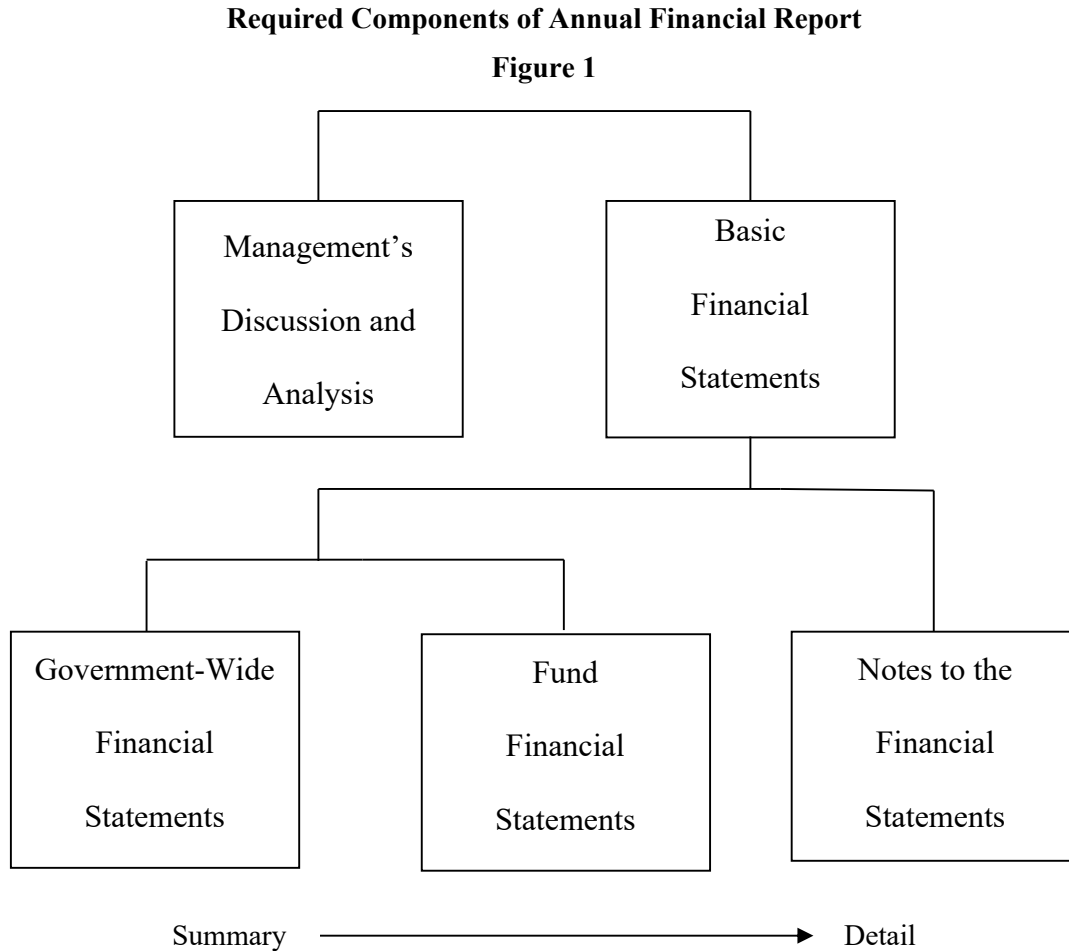 Required Components of Annual Financial Report
Figure 1
Management’s
Discussion and
Analysis
Basic
Financial
Statements
Government-Wide
Financial
Statements
Fund
Financial
Statements
Notes to the
Financial
Statements
Summary
Detail